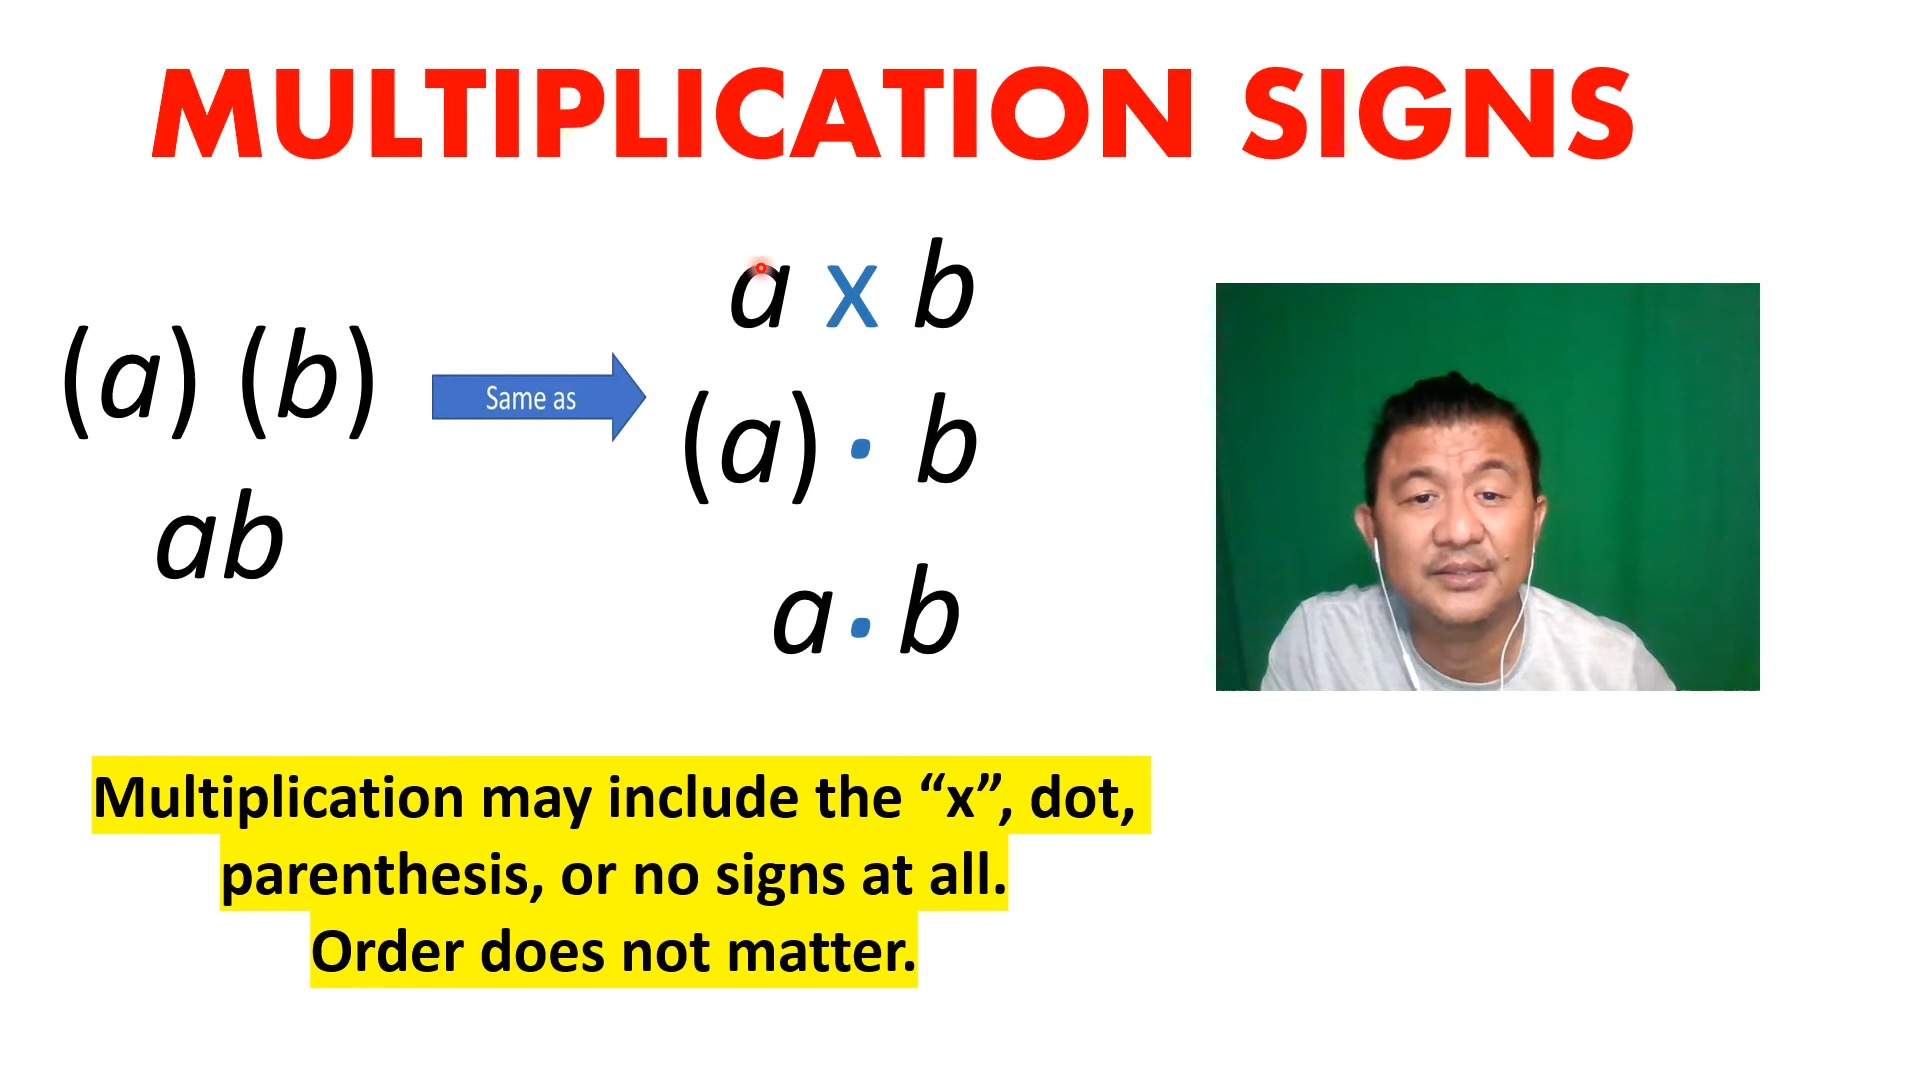 MULTIPLICATION SIGNS
(a) (b)
ab
Same as
a x b
(a) · b
a · b
Multiplication may include the “x”, dot,
parenthesis, or no signs at all.
Order does not matter.